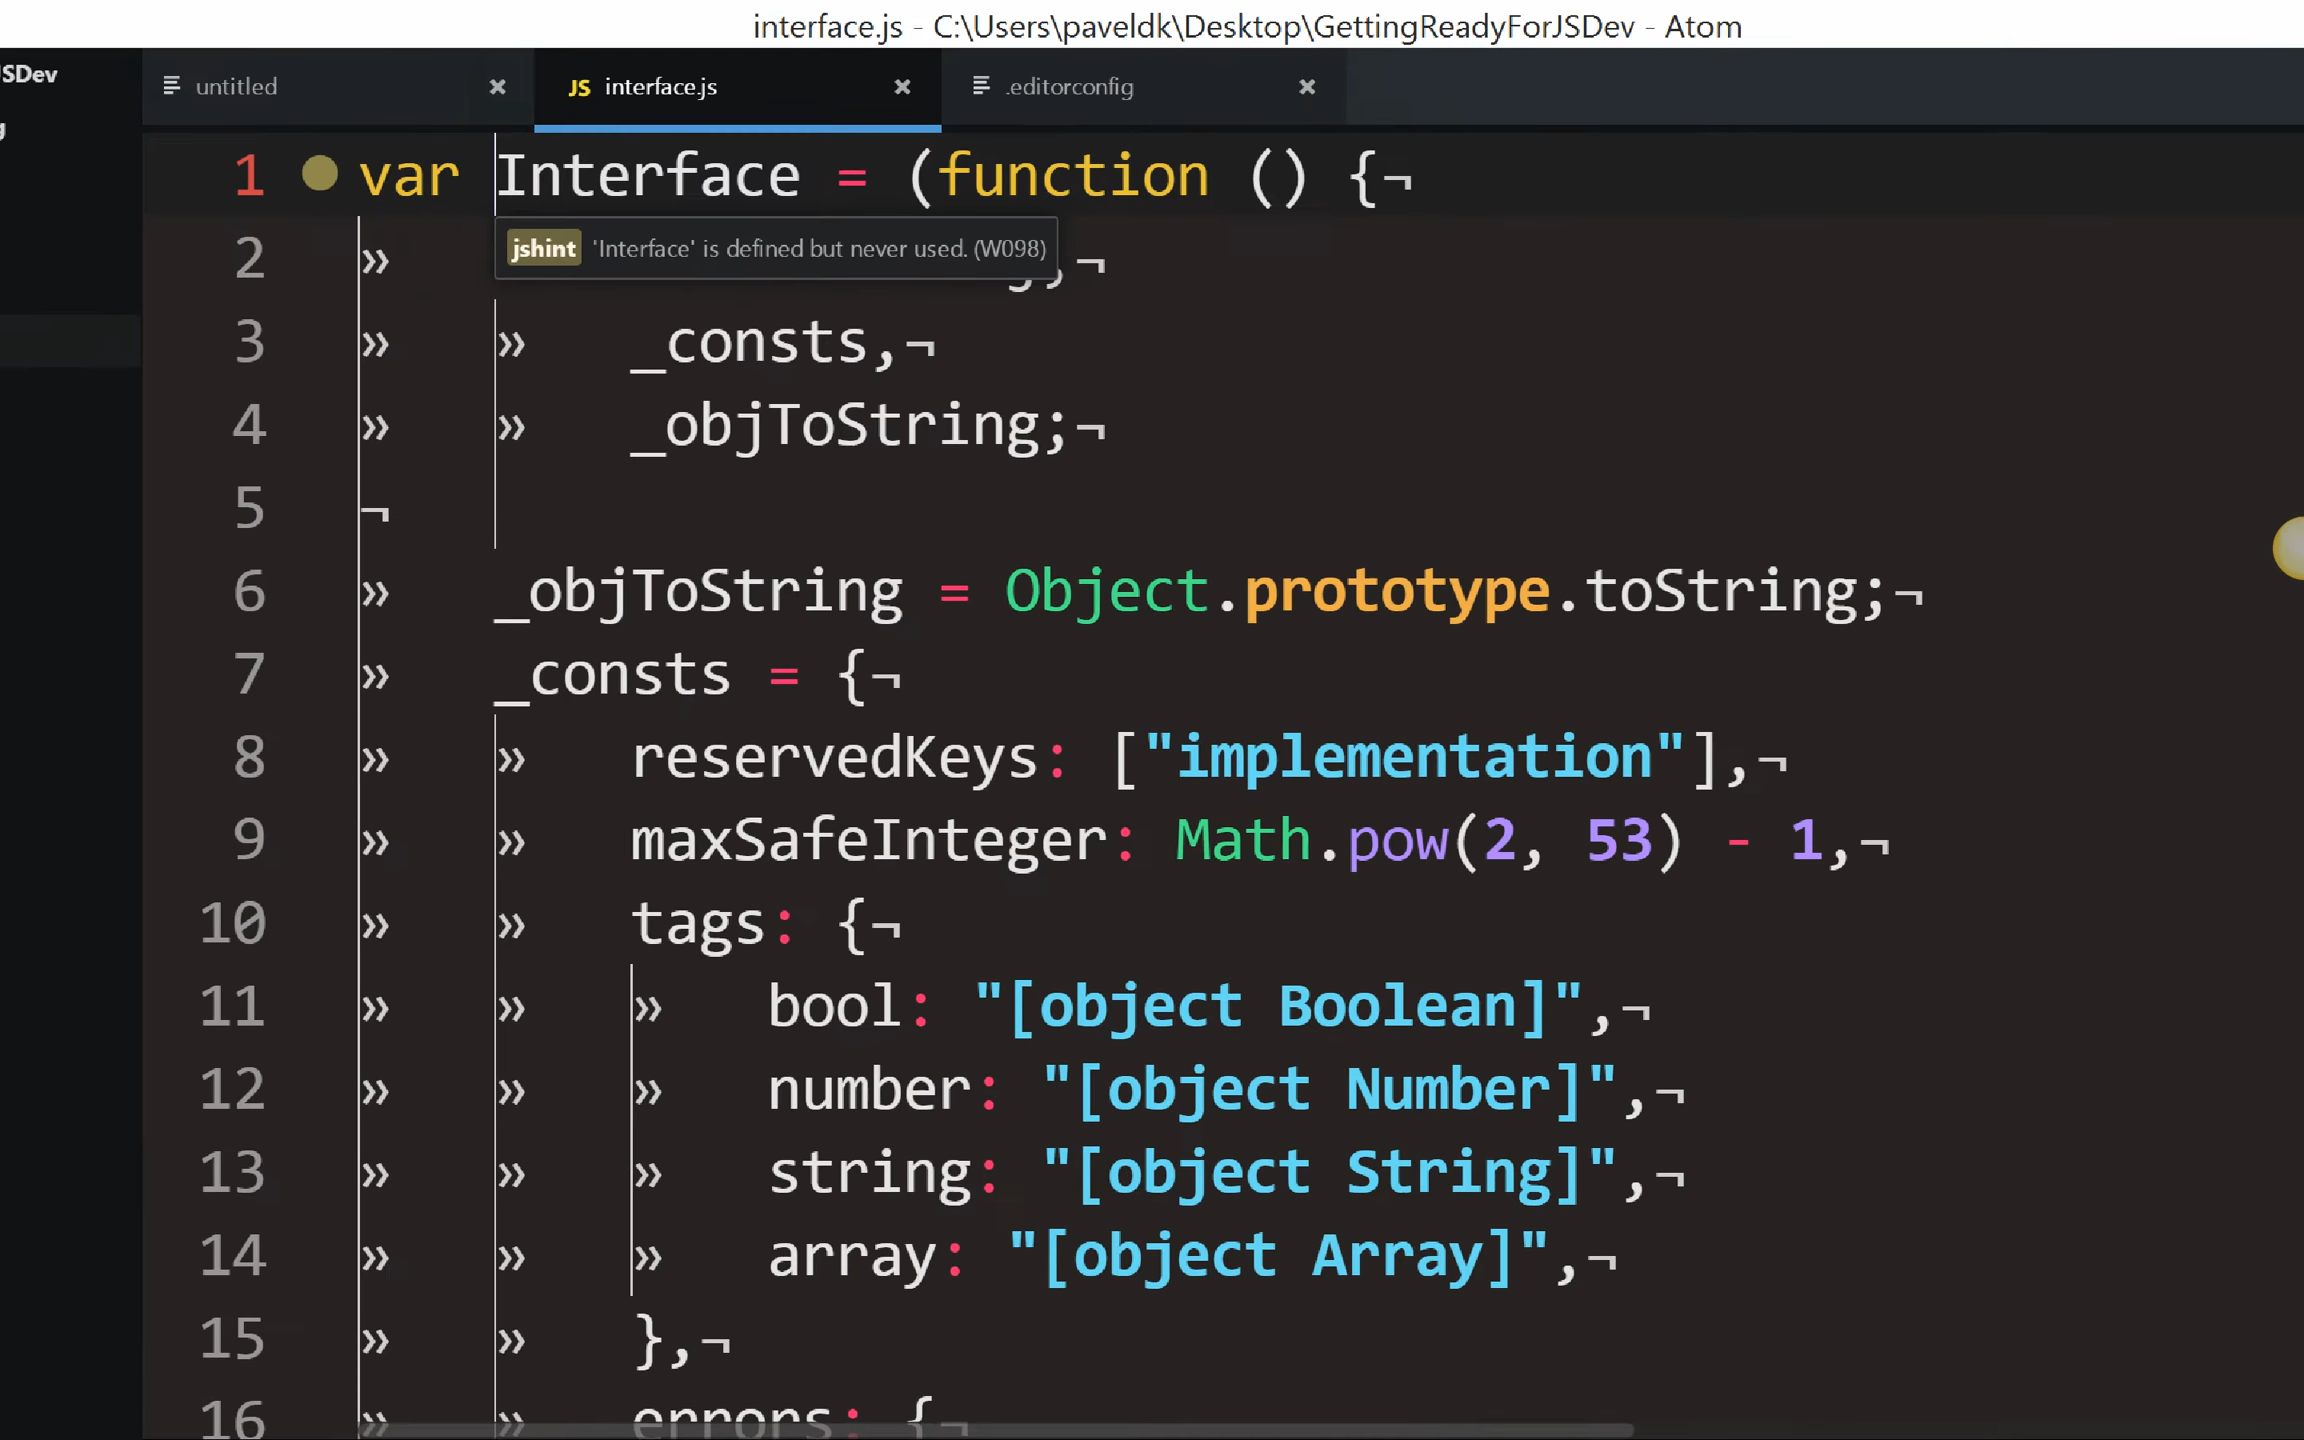 interface.js - C:\Users\paveldk\Desktop\GettingReadyForJSDev - Atom
JSDev
untitled
JS interface.js
.editorconfig
1 var Interface = (function () {¬
jshint 'Interface' is defined but never used. (W098)
2 » ,¬
3 » » _consts,¬
4 » » _objToString;¬
5 ¬
6 » _objToString = Object.prototype.toString;¬
7 » _consts = {¬
8 » » reservedKeys: ["implementation"],¬
9 » » maxSafeInteger: Math.pow(2, 53) - 1,¬
10 » » tags: {¬
11 » » » bool: "[object Boolean]",¬
12 » » » number: "[object Number]",¬
13 » » » string: "[object String]",¬
14 » » » array: "[object Array]",¬
15 » » },¬
16 » » errors: {¬